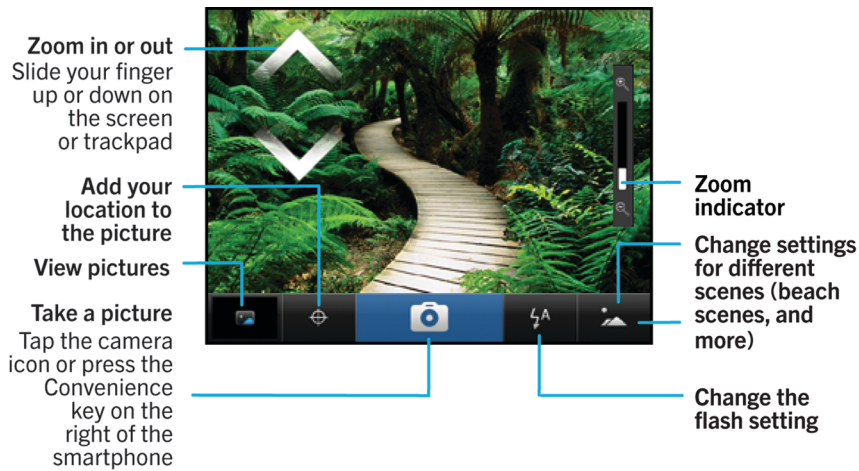 Zoom in or out
Slide your finger
up or down on
the screen
or trackpad
Add your
location to
the picture
View pictures
Take a picture
Tap the camera
icon or press the
Convenience
key on the
right of the
smartphone
A
Zoom
indicator
Change settings
for different
scenes (beach
scenes, and
more)
Change the
flash setting